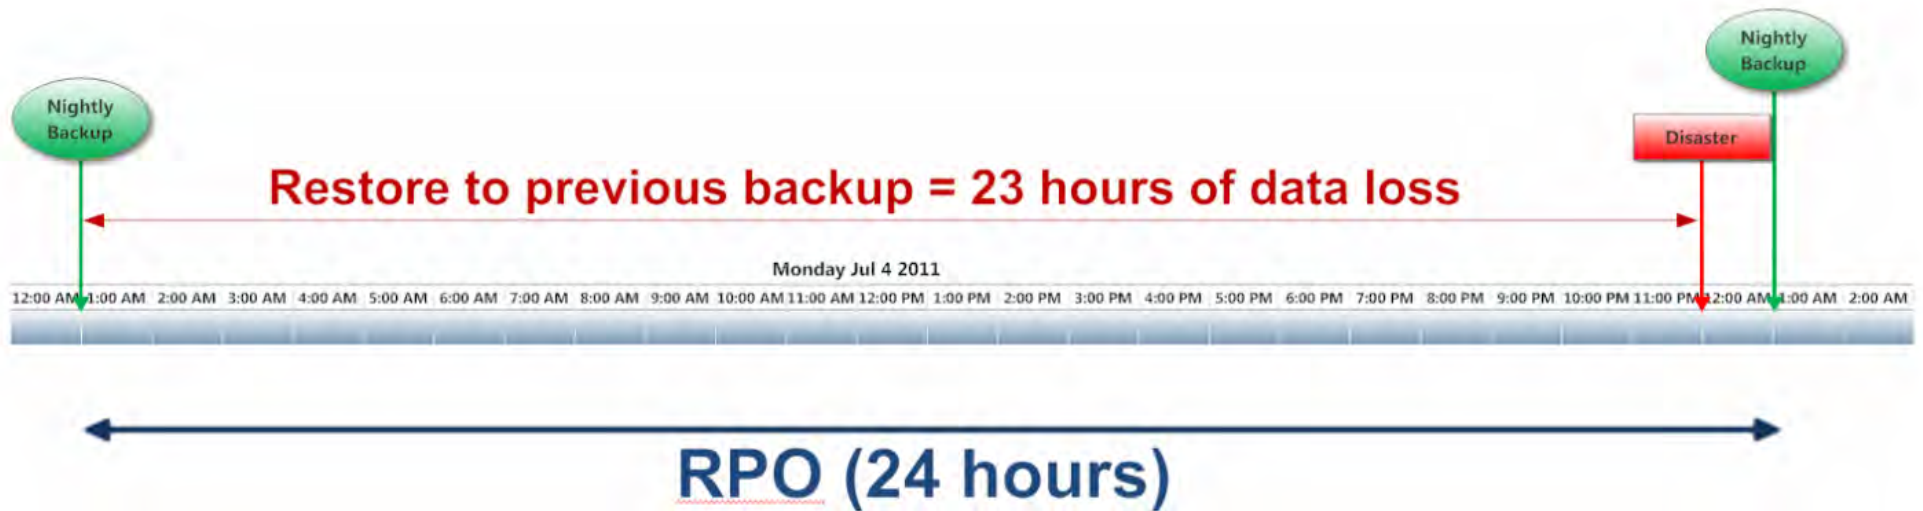 Nightly
Backup
Nightly
Backup
Disaster
Restore to previous backup = 23 hours of data loss
Monday Jul 4 2011
12:00 AM 1:00 AM 2:00 AM 3:00 AM 4:00 AM 5:00 AM 6:00 AM 7:00 AM 8:00 AM 9:00 AM 10:00 AM 11:00 AM 12:00 PM 1:00 PM 2:00 PM 3:00 PM 4:00 PM 5:00 PM 6:00 PM 7:00 PM 8:00 PM 9:00 PM 10:00 PM 11:00 PM 12:00 AM 1:00 AM 2:00 AM
RPO (24 hours)